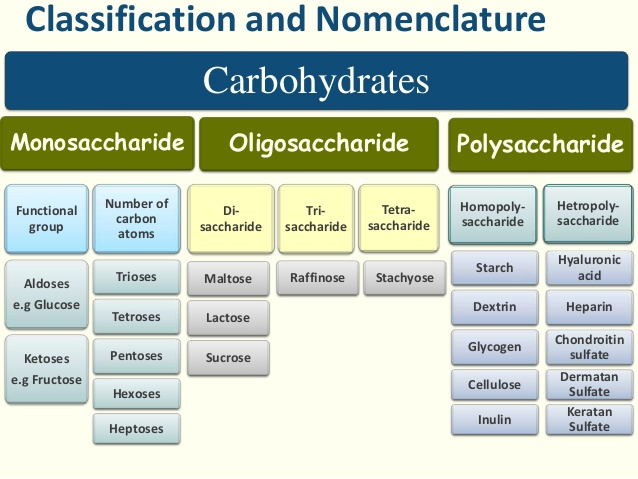 Classification and Nomenclature
Carbohydrates
Monosaccharide
Oligosaccharide
Polysaccharide
Functional
group
Number of
carbon
atoms
Di-
saccharide
Tri-
saccharide
Tetra-
saccharide
Homopoly-
saccharide
Hetropoly-
saccharide
Aldoses
e.g Glucose
Ketoses
e.g Fructose
Trioses
Tetroses
Pentoses
Hexoses
Heptoses
Maltose
Lactose
Sucrose
Raffinose
Stachyose
Starch
Dextrin
Glycogen
Cellulose
Inulin
Hyaluronic
acid
Heparin
Chondroitin
sulfate
Dermatan
Sulfate
Keratan
Sulfate